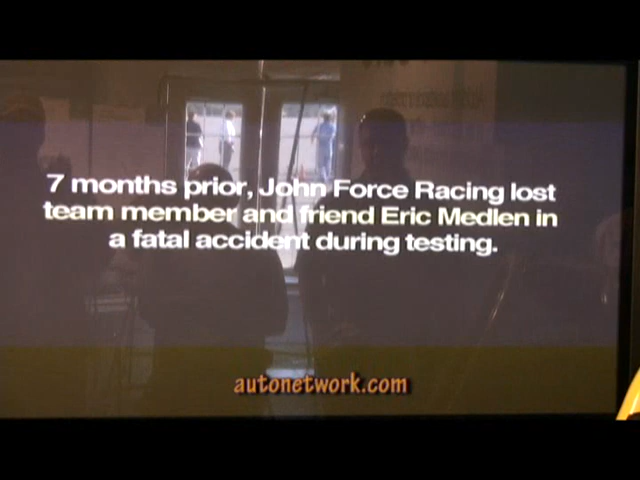 7 months prior, John Force Racing lost
team member and friend Eric Medlen in
a fatal accident during testing.
autonetwork.com